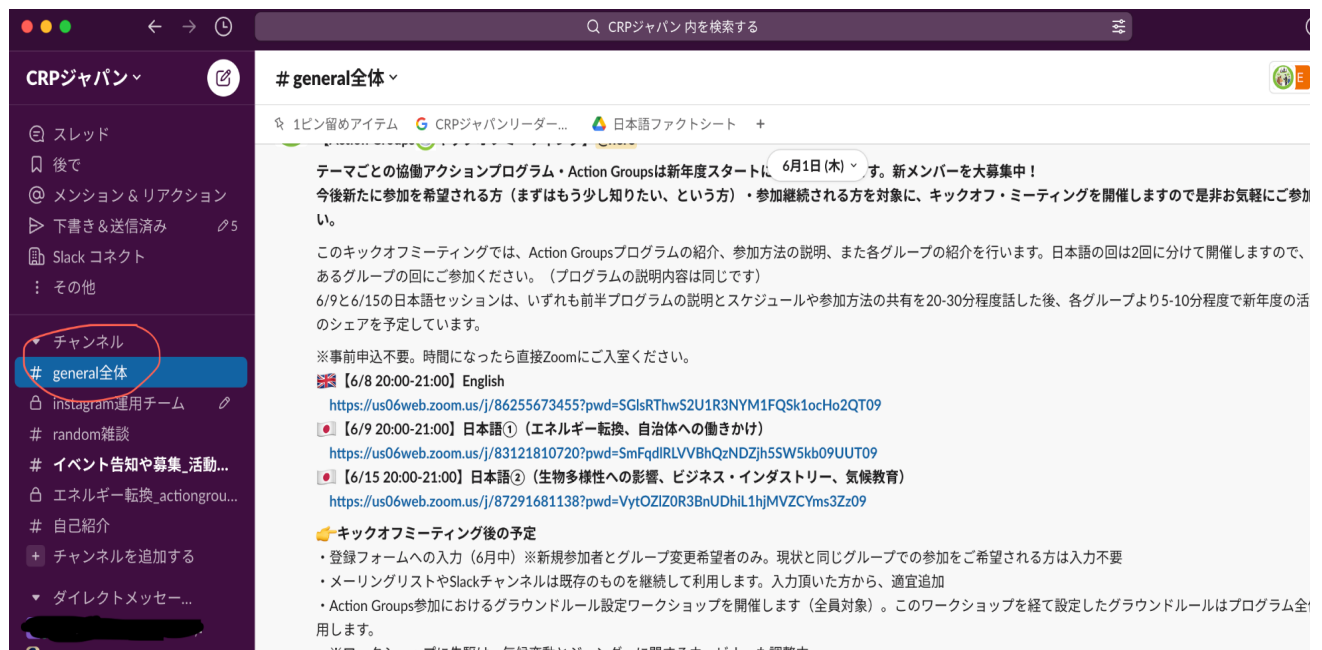 CRPジャパン 内を検索する
CRPジャパン
# general全体
E
1ピン留めアイテム
CRPジャパンリーダー...
日本語ファクトシート
+
スレッド
後で
メンション & リアクション
下書き & 送信済み
5
Slack コネクト
その他
チャンネル
# general全体
instagram運用チーム
# random雑談
# イベント告知や募集_活動...
エネルギー転換_actiongrou...
# 自己紹介
+ チャンネルを追加する
ダイレクトメッセー...
6月1日 (木)
テーマごとの協働アクションプログラム・Action Groupsは新年度スタートに す。新メンバーを大募集中！
今後新たに参加を希望される方（まずはもう少し知りたい、という方）・参加継続される方を対象に、キックオフ・ミーティングを開催しますので是非お気軽にご参加
い。
このキックオフミーティングでは、Action Groupsプログラムの紹介、参加方法の説明、また各グループの紹介を行います。日本語の回は2回に分けて開催しますので、
あるグループの回にご参加ください。（プログラムの説明内容は同じです）
6/9と6/15の日本語セッションは、いずれも前半プログラムの説明とスケジュールや参加方法の共有を20-30分程度話した後、各グループより5-10分程度で新年度の活
のシェアを予定しています。
※事前申込不要。時間になったら直接Zoomにご入室ください。
【6/8 20:00-21:00】English
https://us06web.zoom.us/j/86255673455?pwd=SGlsRThwS2U1R3NYM1FQSk1ocHo2QT09
【6/9 20:00-21:00】日本語①（エネルギー転換、自治体への働きかけ）
https://us06web.zoom.us/j/83121810720?pwd=SmFqdlRLVVBhQzNDZjh5SW5kb09UUT09
【6/15 20:00-21:00】日本語②（生物多様性への影響、ビジネス・インダストリー、気候教育）
https://us06web.zoom.us/j/87291681138?pwd=VytOZlZ0R3BnUDhiL1hjMVZCYms3Zz09
👉キックオフミーティング後の予定
・登録フォームへの入力（6月中）※新規参加者とグループ変更希望者のみ。現状と同じグループでの参加をご希望される方は入力不要
・メーリングリストやSlackチャンネルは既存のものを継続して利用します。入力頂いた方から、適宜追加
・Action Groups参加におけるグラウンドルール設定ワークショップを開催します（全員対象）。このワークショップを経て設定したグラウンドルールはプログラム全
用します。